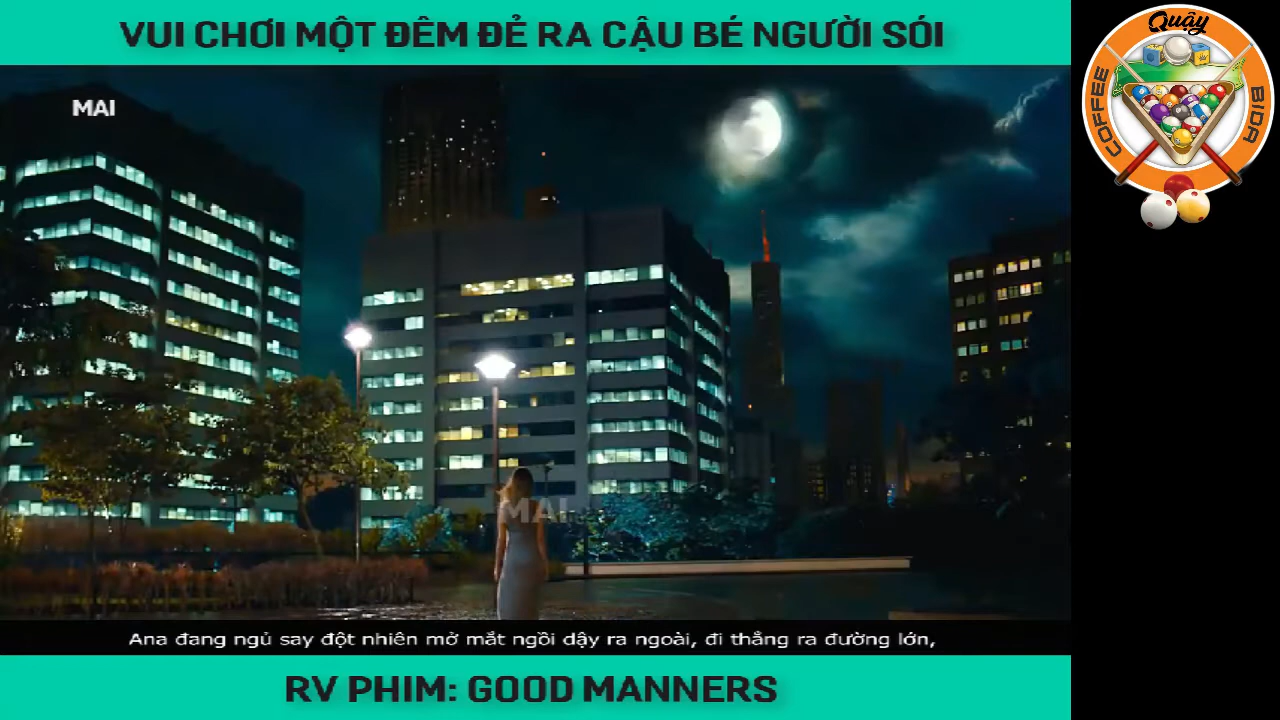 VUI CHƠI MỘT ĐÊM ĐẺ RA CẬU BÉ NGƯỜI SÓI
Quậy
COFFEE
BIDA
MAI
MAI
Ana đang ngủ say đột nhiên mở mắt ngồi dậy ra ngoài, đi thẳng ra đường lớn,
RV PHIM: GOOD MANNERS